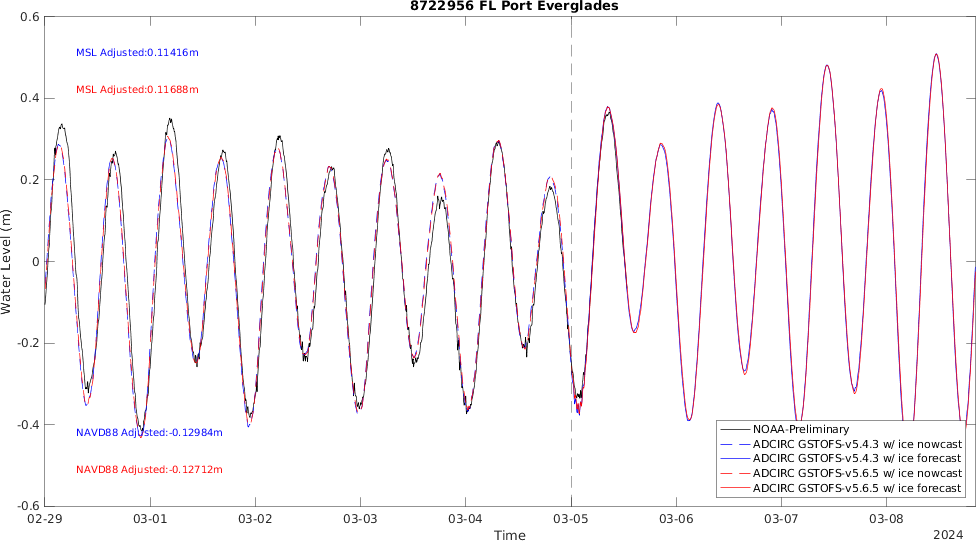 8722956 FL Port Everglades
0.6
MSL Adjusted:0.11416m
0.4
MSL Adjusted:0.11688m
0.2
0
Water Level (m)
-0.2
-0.4
NAVD88 Adjusted:-0.12984m
NAVD88 Adjusted:-0.12712m
-0.6
NOAA-Preliminary
ADCIRC GSTOFS-v5.4.3 w/ ice nowcast
ADCIRC GSTOFS-v5.4.3 w/ ice forecast
ADCIRC GSTOFS-v5.6.5 w/ ice nowcast
ADCIRC GSTOFS-v5.6.5 w/ ice forecast
02-29 03-01 03-02 03-03 03-04 03-05 03-06 03-07 03-08
Time
2024